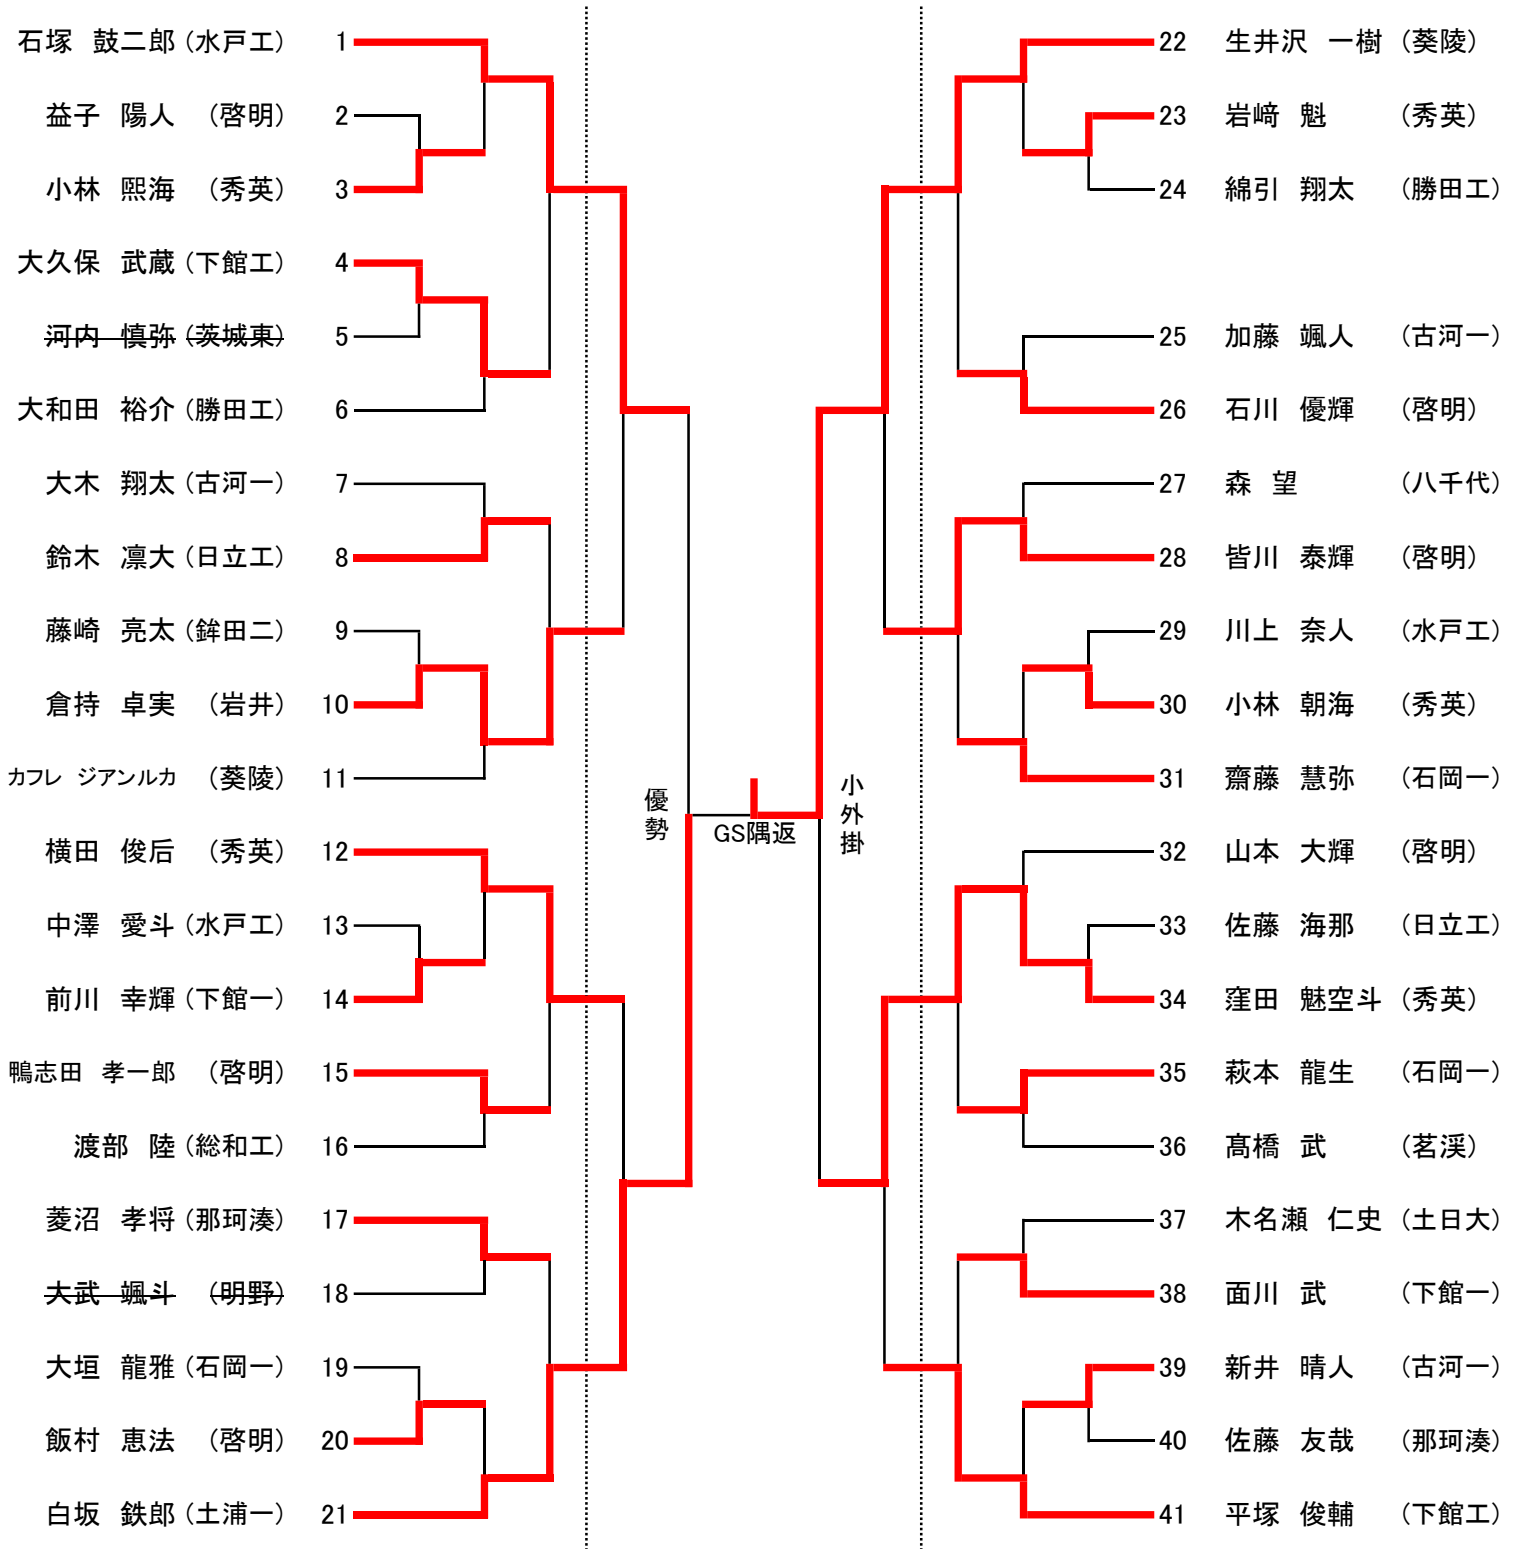 石塚 鼓二郎 (水戸工) 1
益子 陽人 (啓明) 2
小林 煕海 (秀英) 3
大久保 武蔵 (下館工) 4
河内 慎弥 (茨城東) 5
大和田 裕介 (勝田工) 6
大木 翔太 (古河一) 7
鈴木 凛大 (日立工) 8
藤崎 亮太 (鉾田二) 9
倉持 卓実 (岩井) 10
カフレ ジアンルカ (葵陵) 11
横田 俊后 (秀英) 12
中澤 愛斗 (水戸工) 13
前川 幸輝 (下館一) 14
鴨志田 孝一郎 (啓明) 15
渡部 陸 (総和工) 16
菱沼 孝将 (那珂湊) 17
大武 颯斗 (明野) 18
大垣 龍雅 (石岡一) 19
飯村 恵法 (啓明) 20
白坂 鉄郎 (土浦一) 21
優勢
GS隅返
小外掛
22 生井沢 一樹 (葵陵)
23 岩﨑 魁 (秀英)
24 綿引 翔太 (勝田工)
25 加藤 颯人 (古河一)
26 石川 優輝 (啓明)
27 森 望 (八千代)
28 皆川 泰輝 (啓明)
29 川上 奈人 (水戸工)
30 小林 朝海 (秀英)
31 齋藤 慧弥 (石岡一)
32 山本 大輝 (啓明)
33 佐藤 海那 (日立工)
34 窪田 魅空斗 (秀英)
35 萩本 龍生 (石岡一)
36 髙橋 武 (茗渓)
37 木名瀬 仁史 (土日大)
38 面川 武 (下館一)
39 新井 晴人 (古河一)
40 佐藤 友哉 (那珂湊)
41 平塚 俊輔 (下館工)